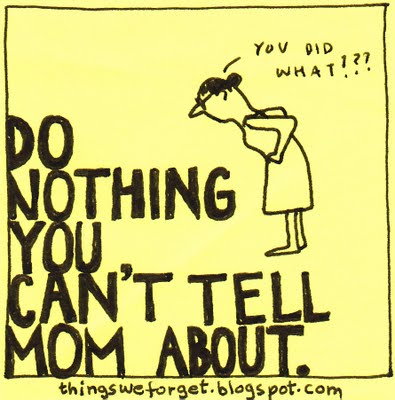 YOU DID
WHAT!??
DO
NOTHING
YOU
CAN'T TELL
MOM ABOUT.
thingsweforget.blogspot.com